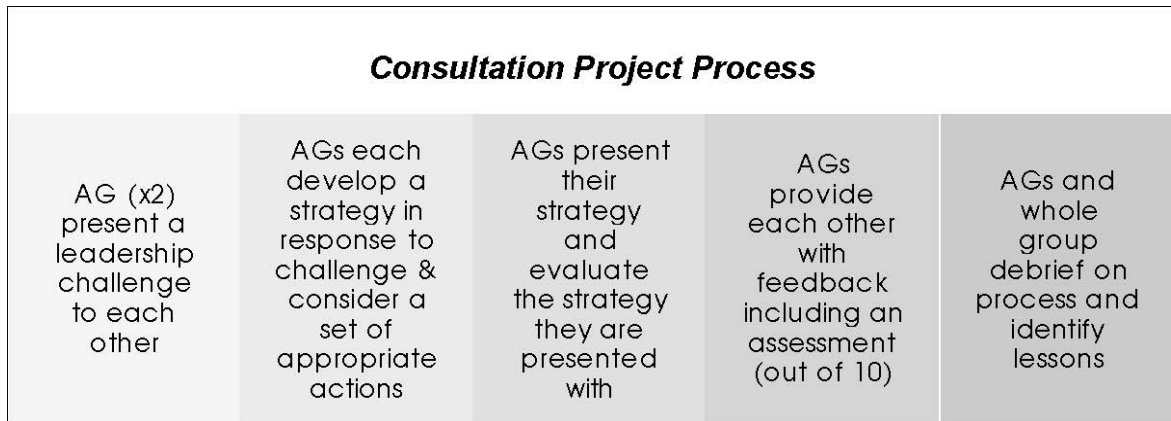 Consultation Project Process
AG (x2)
present a
leadership
challenge
to each
other
AGs each
develop a
strategy in
response to
challenge &
consider a
set of
appropriate
actions
AGs present
their
strategy
and
evaluate
the strategy
they are
presented
with
AGs
provide
each other
with
feedback
including an
assessment
(out of 10)
AGs and
whole
group
debrief on
process and
identify
lessons